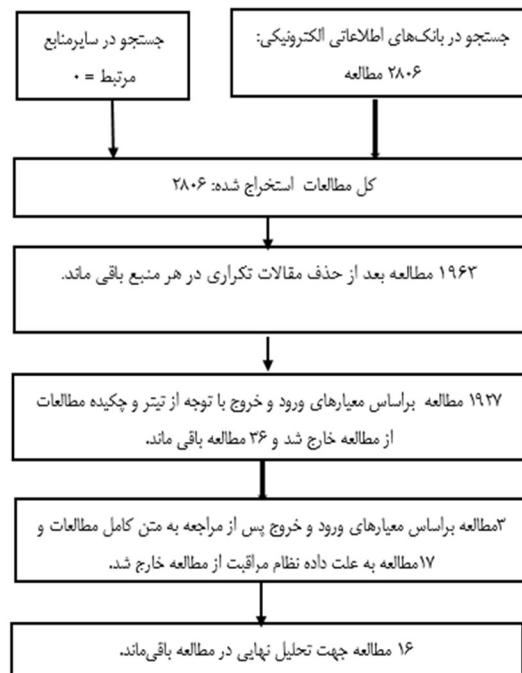 جستجو در بانک‌های اطلاعاتی الکترونیکی:
۲۸۰۶ مطالعه
جستجو در سایرمنابع
مرتبط = ۰
کل مطالعات استخراج شده: ۲۸۰۶
۱۹۶۳ مطالعه بعد از حذف مقالات تکراری در هر منبع باقی ماند.
۱۹۲۷ مطالعه براساس معیارهای ورود و خروج با توجه از تیتر و چکیده مطالعات
از مطالعه خارج شد و ۳۶ مطالعه باقی ماند.
۳مطالعه براساس معیارهای ورود و خروج پس از مراجعه به متن کامل مطالعات و
۱۷مطالعه به علت داده نظام مراقبت از مطالعه خارج شد.
۱۶ مطالعه جهت تحلیل نهایی در مطالعه باقی‌ماند.